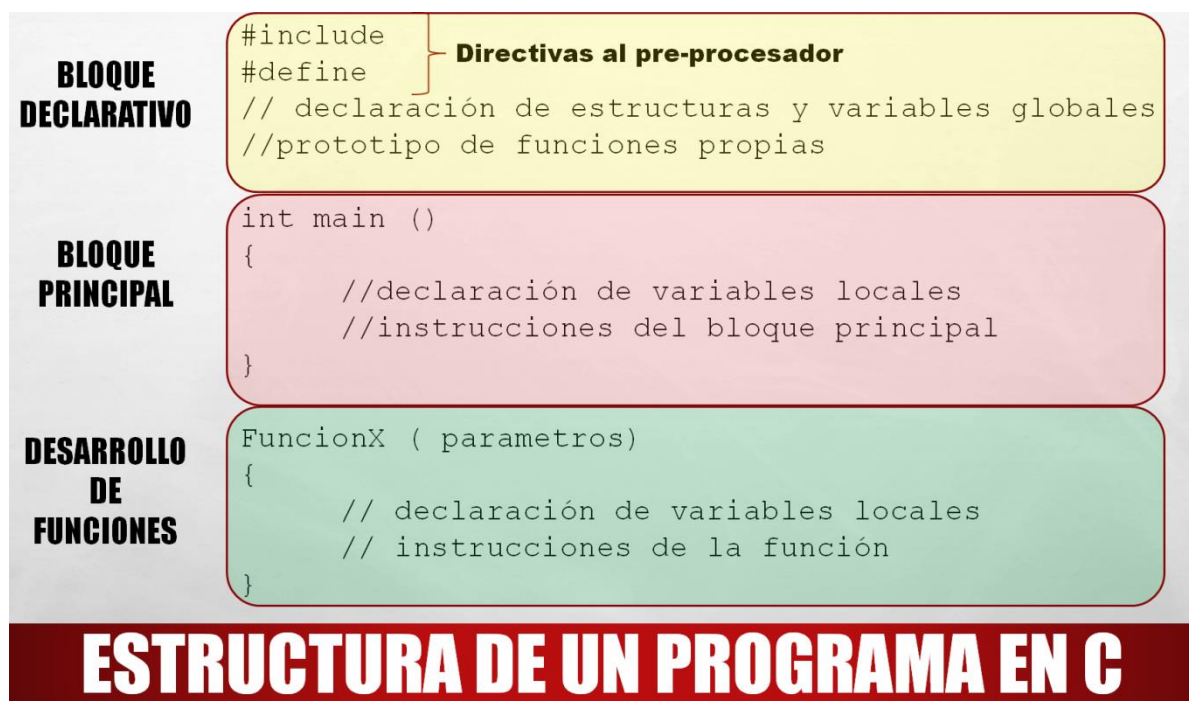 BLOQUE
DECLARATIVO
#include
#define
Directivas al pre-procesador
// declaración de estructuras y variables globales
//prototipo de funciones propias
BLOQUE
PRINCIPAL
int main ()
{
//declaración de variables locales
//instrucciones del bloque principal
}
DESARROLLO
DE
FUNCIONES
FuncionX ( parametros)
{
// declaración de variables locales
// instrucciones de la función
}
ESTRUCTURA DE UN PROGRAMA EN C